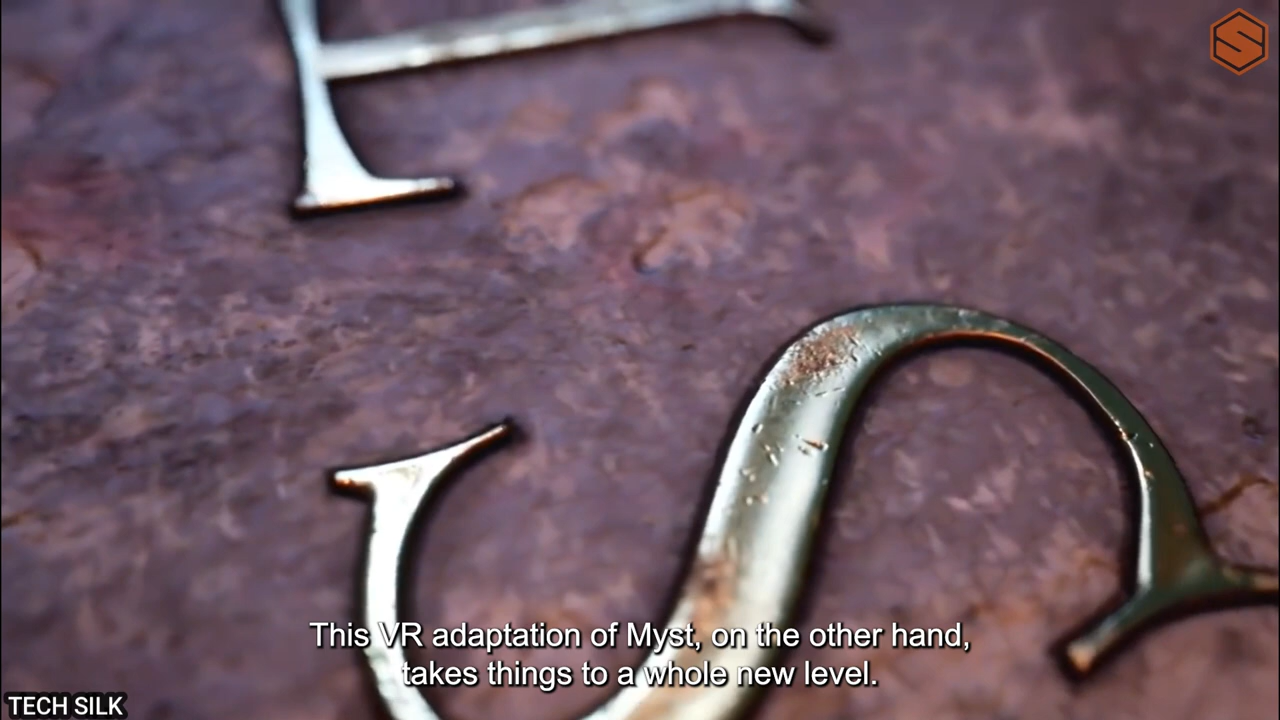 S
This VR adaptation of Myst, on the other hand,
takes things to a whole new level.
TECH SILK